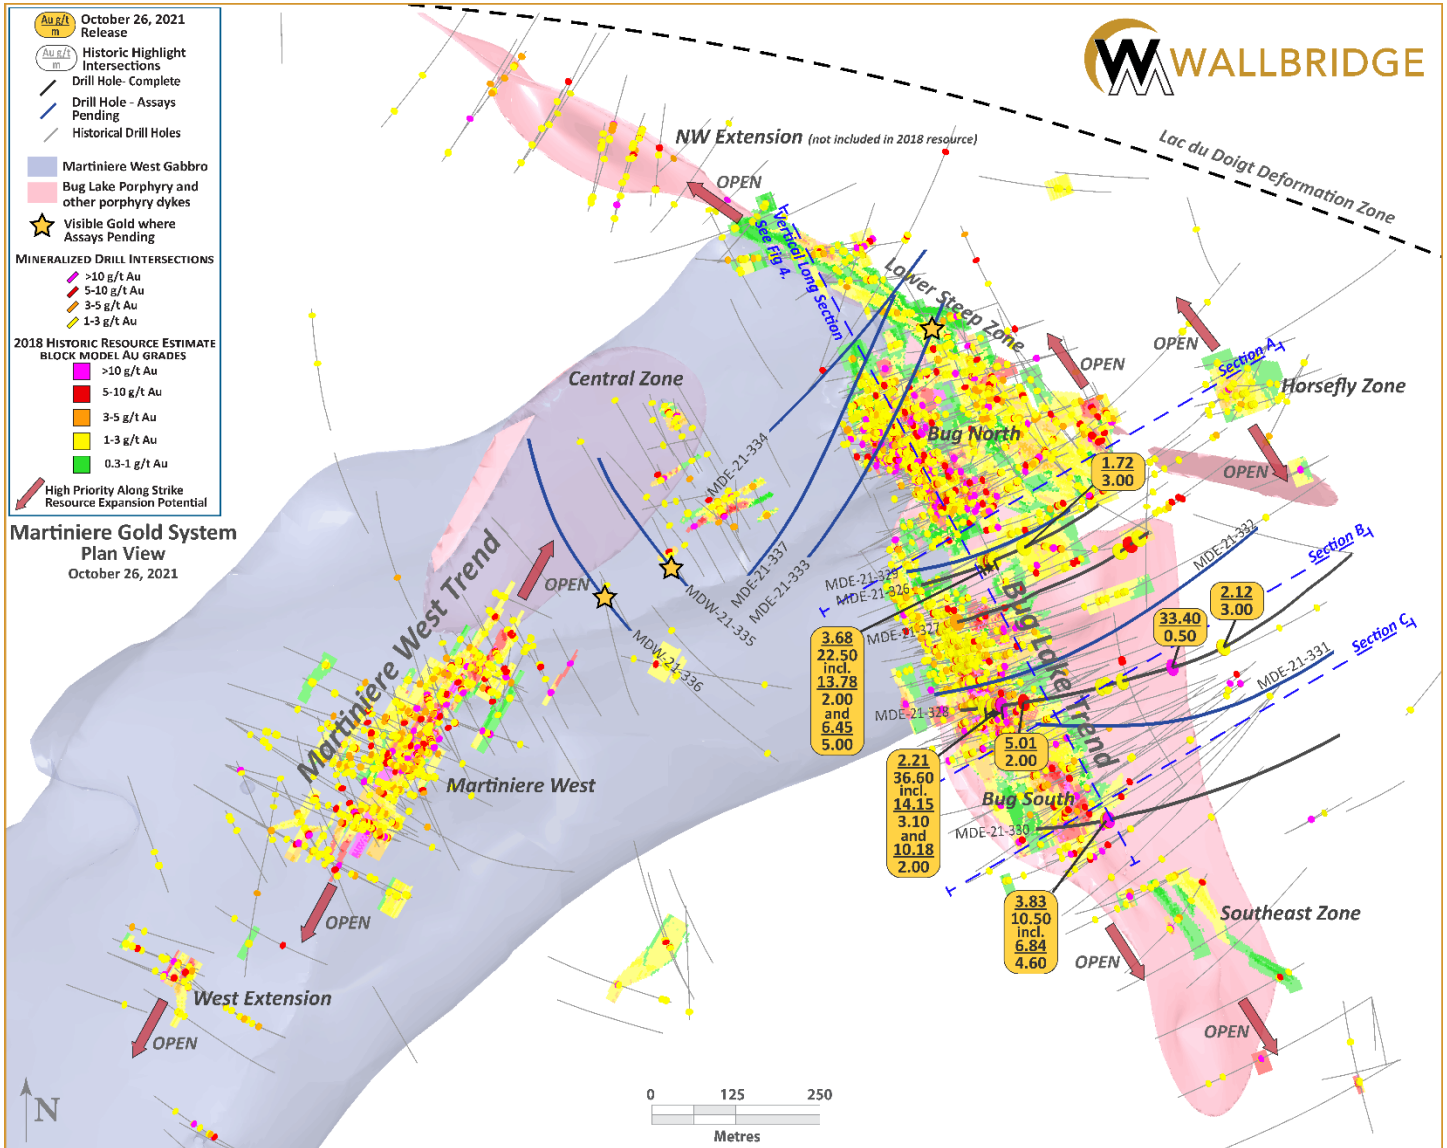 Au g/t
m
October 26, 2021
Release
Au g/t
m
Historic Highlight
Intersections
Drill Hole- Complete
Drill Hole - Assays
Pending
Historical Drill Holes
Martiniere West Gabbro
Bug Lake Porphyry and
other porphyry dykes
Visible Gold where
Assays Pending
MINERALIZED DRILL INTERSECTIONS
>10 g/t Au
5-10 g/t Au
3-5 g/t Au
1-3 g/t Au
2018 HISTORIC RESOURCE ESTIMATE
BLOCK MODEL AU GRADES
>10 g/t Au
5-10 g/t Au
3-5 g/t Au
1-3 g/t Au
0.3-1 g/t Au
High Priority Along Strike
Resource Expansion Potential
Martiniere Gold System
Plan View
October 26, 2021
WALLBRIDGE
Lac du Doigt Deformation Zone
NW Extension (not included in 2018 resource)
OPEN
Vertical Long Section
See Fig 4.
Lower Steep Zone
OPEN
OPEN
Section A
Horsefly Zone
OPEN
Central Zone
Bug North
MDE-21-334
1.72
3.00
MDE-21-332
Section B
Martiniere West Trend
OPEN
MDE-21-337
MDE-21-333
MDW-21-335
MDW-21-336
MDE-21-329
MDE-21-326
MDE-21-327
Bug Lake Trend
2.12
3.00
33.40
0.50
Section C
MDE-21-331
3.68
22.50
incl.
13.78
2.00
and
6.45
5.00
MDE-21-328
5.01
2.00
2.21
36.60
incl.
14.15
3.10
and
10.18
2.00
Martiniere West
Bug South
MDE-21-330
3.83
10.50
incl.
6.84
4.60
OPEN
Southeast Zone
OPEN
West Extension
OPEN
OPEN
N
0 125 250
Metres